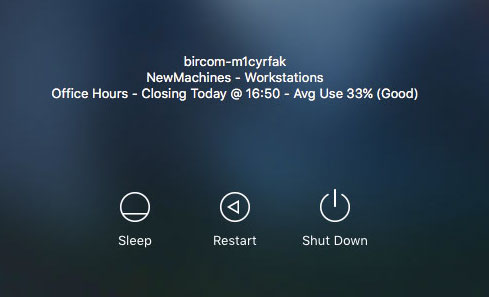 bircom-m1cyrfak
NewMachines - Workstations
Office Hours - Closing Today @ 16:50 - Avg Use 33% (Good)
Sleep Restart Shut Down